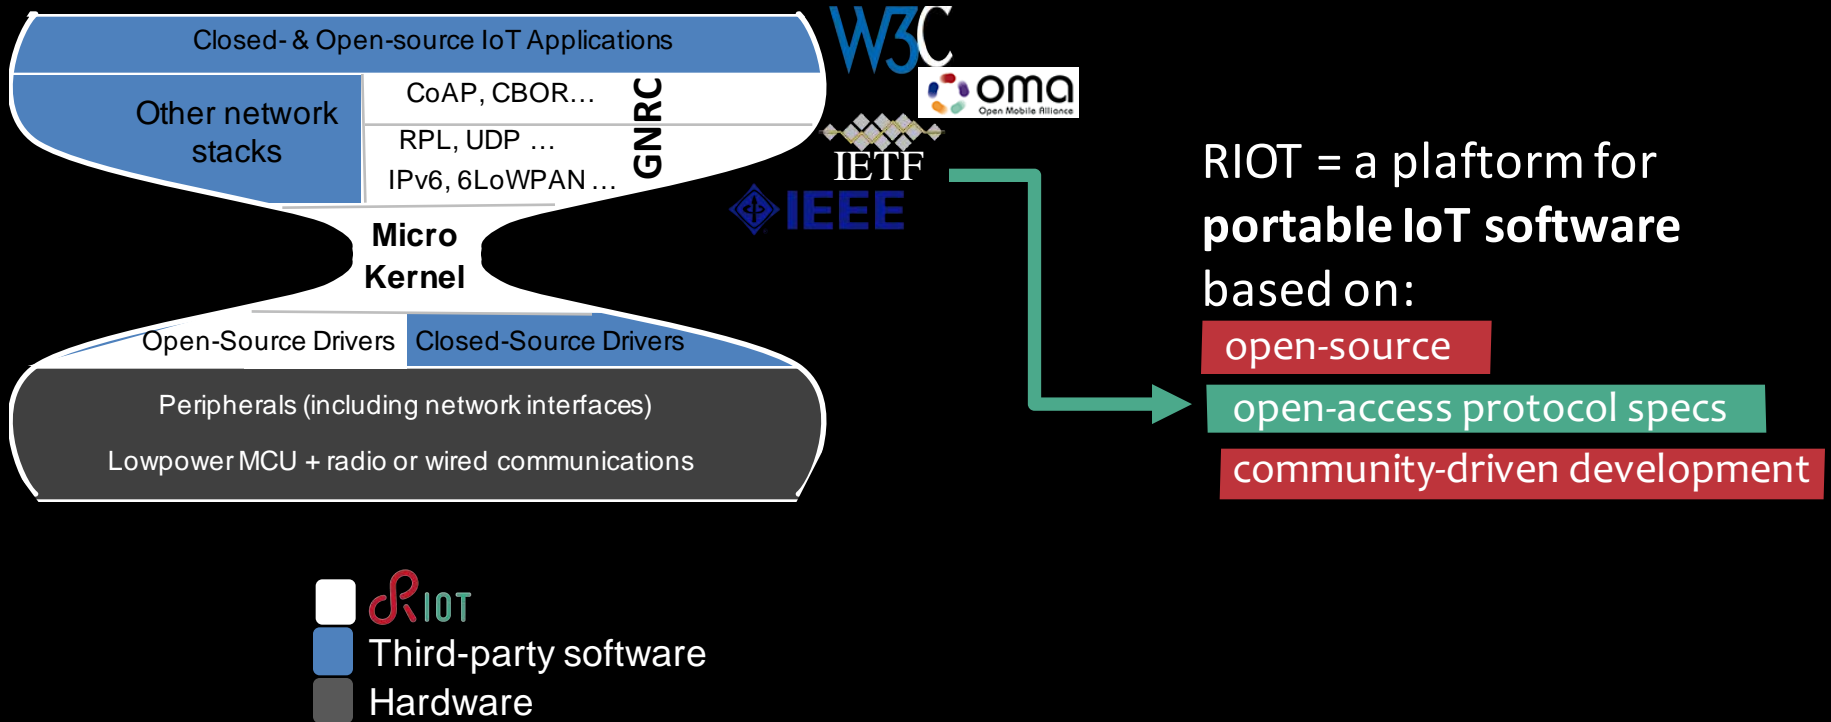 Closed- & Open-source IoT Applications
Other network
stacks
CoAP, CBOR…
RPL, UDP …
IPv6, 6LoWPAN …
GNRC
Micro
Kernel
Open-Source Drivers
Closed-Source Drivers
Peripherals (including network interfaces)
Lowpower MCU + radio or wired communications
W3C
oma
Open Mobile Alliance
IETF
IEEE
RIOT = a plaftorm for
portable IoT software
based on:
open-source
open-access protocol specs
community-driven development
RIOT
Third-party software
Hardware